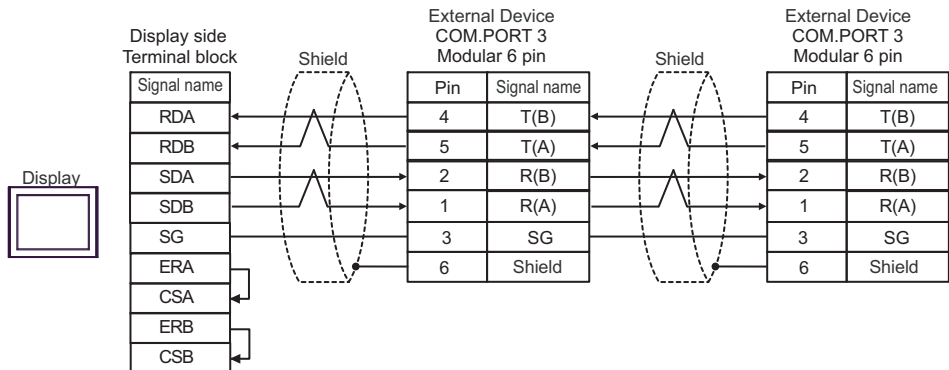 Display
Display side
Terminal block
Signal name
RDA
RDB
SDA
SDB
SG
ERA
CSA
ERB
CSB
Shield
External Device
COM.PORT 3
Modular 6 pin
Pin Signal name
4 T(B)
5 T(A)
2 R(B)
1 R(A)
3 SG
6 Shield
Shield
External Device
COM.PORT 3
Modular 6 pin
Pin Signal name
4 T(B)
5 T(A)
2 R(B)
1 R(A)
3 SG
6 Shield